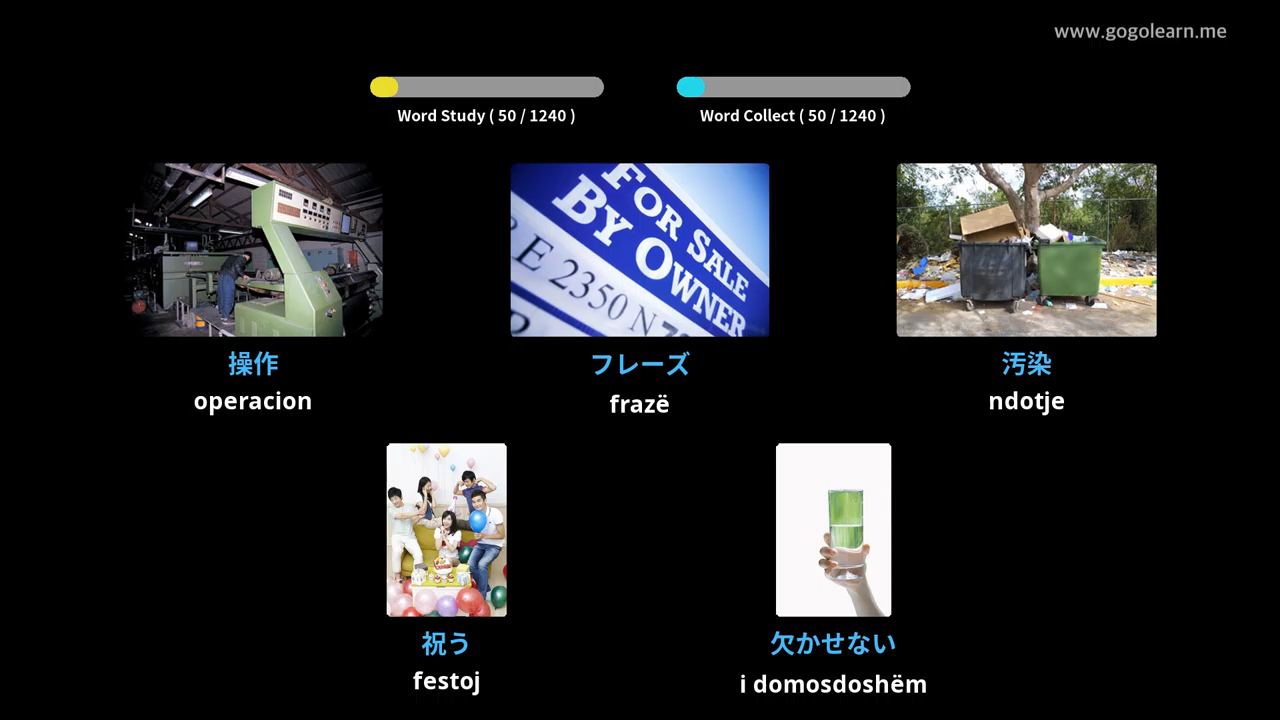 www.gogolearn.me
Word Study ( 50 / 1240 )
Word Collect ( 50 / 1240 )
FOR SALE
BY OWNER
E 2350 N
操作
フレーズ
汚染
operacion
frazë
ndotje
祝う
欠かせない
festoj
i domosdoshëm